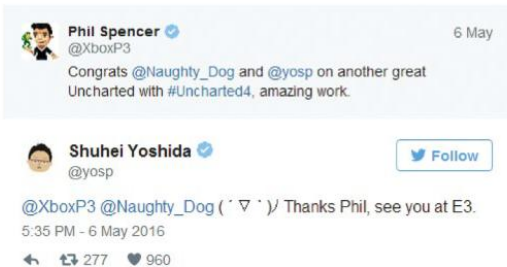 Phil Spencer
6 May
@XboxP3
Congrats @Naughty_Dog and @yosp on another great
Uncharted with #Uncharted4, amazing work.
Shuhei Yoshida
Follow
@yosp
@XboxP3 @Naughty_Dog ( ´ ▽ ` )ﾉ Thanks Phil, see you at E3.
5:35 PM - 6 May 2016
277 960